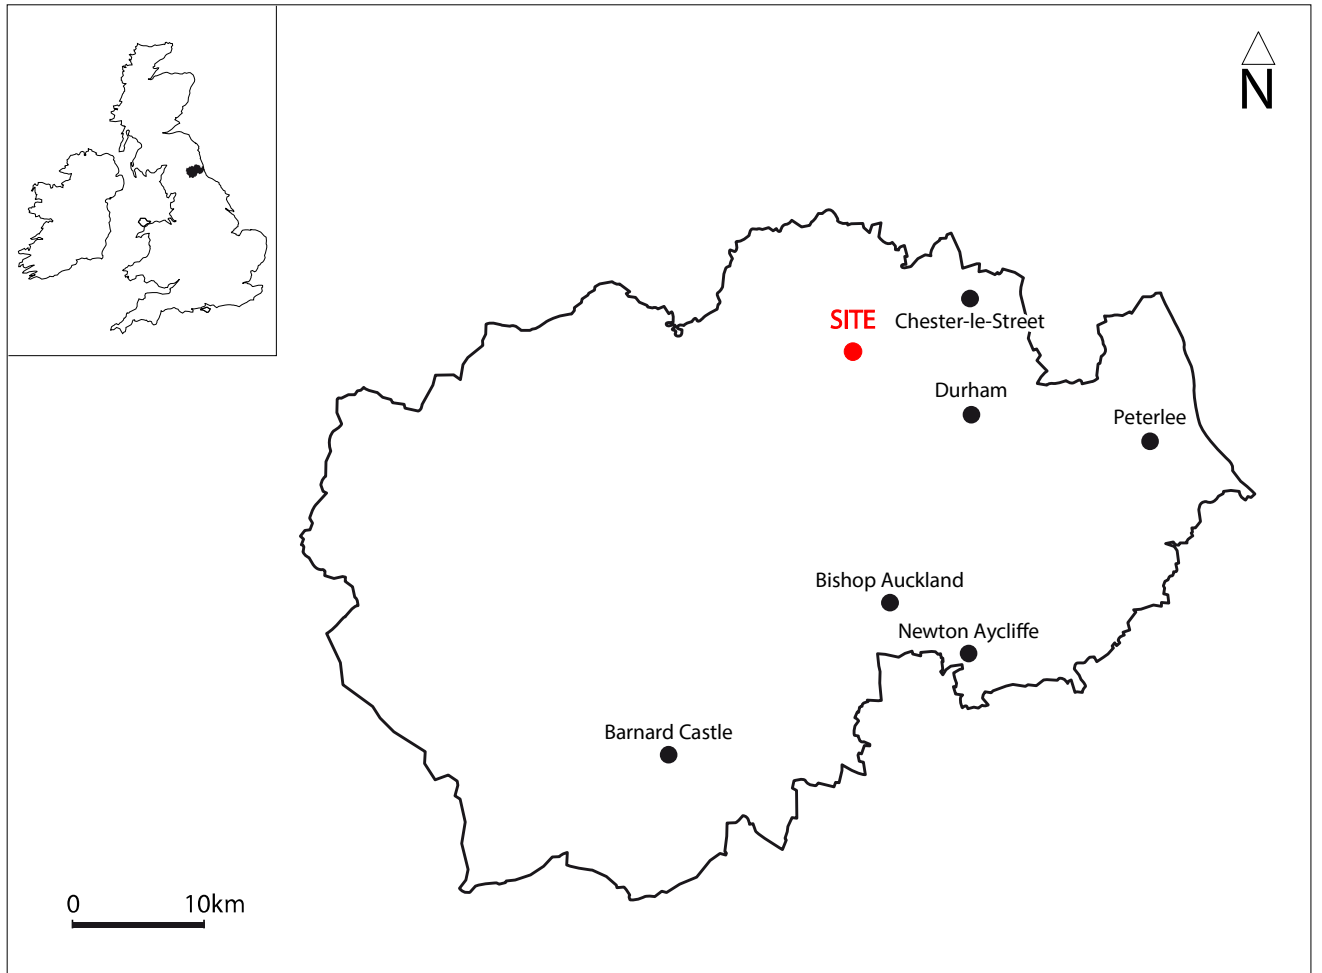 N
SITE
Chester-le-Street
Durham
Peterlee
Bishop Auckland
Newton Aycliffe
Barnard Castle
0 10km